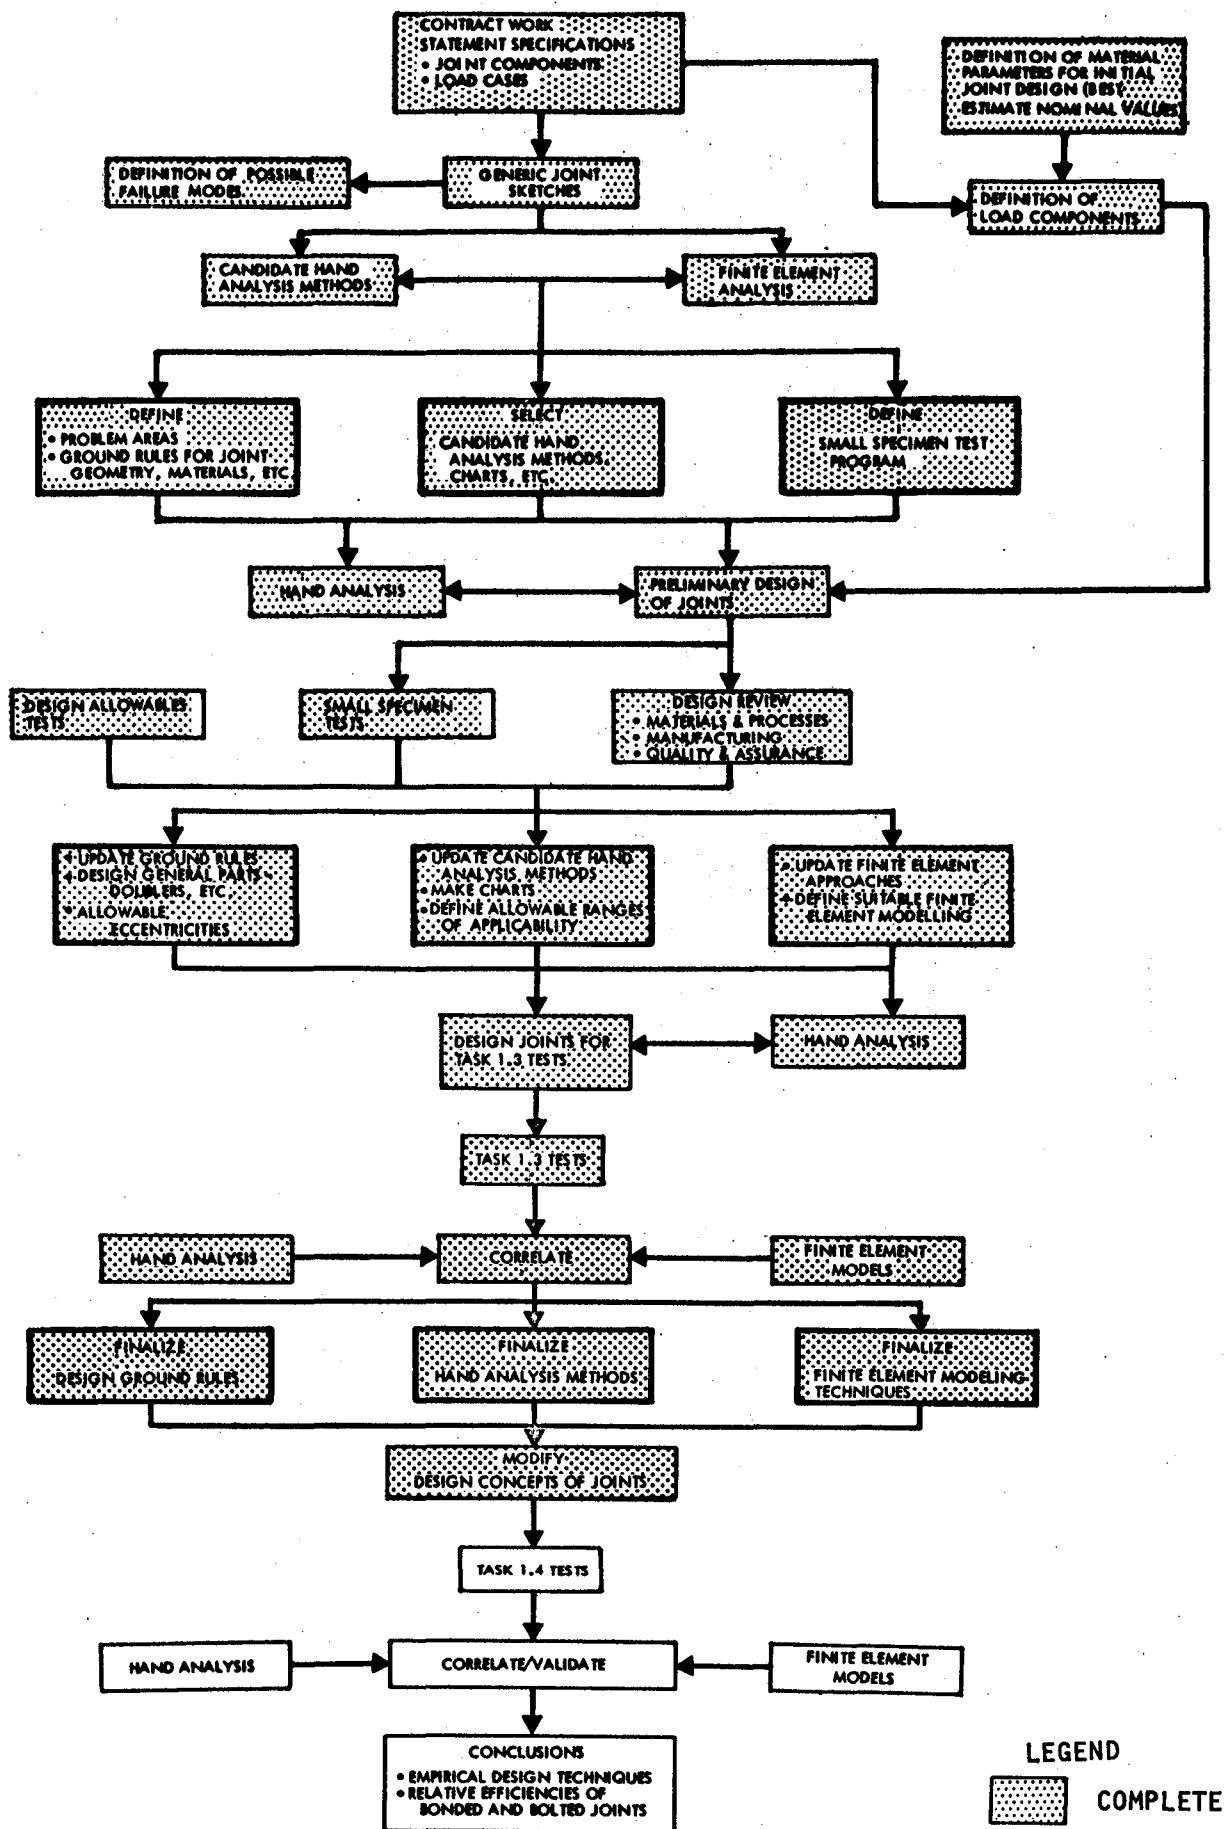 CONTRACT WORK
STATEMENT SPECIFICATIONS
• JOINT COMPONENTS
• LOAD CASES
DEFINITION OF MATERIAL
PARAMETERS FOR INITIAL
JOINT DESIGN (BEST
ESTIMATE NOMINAL VALUES)
DEFINITION OF POSSIBLE
FAILURE MODES
GENERIC JOINT
SKETCHES
DEFINITION OF
LOAD COMPONENTS
CANDIDATE HAND
ANALYSIS METHODS
FINITE ELEMENT
ANALYSIS
DEFINE
• PROBLEM AREAS
• GROUND RULES FOR JOINT
GEOMETRY, MATERIALS, ETC
SELECT
CANDIDATE HAND
ANALYSIS METHODS,
CHARTS, ETC.
DEFINE
SMALL SPECIMEN TEST
PROGRAM
HAND ANALYSIS
PRELIMINARY DESIGN
OF JOINTS
DESIGN ALLOWABLES
TESTS
SMALL SPECIMEN
TESTS
DESIGN REVIEW
• MATERIALS & PROCESSES
• MANUFACTURING
• QUALITY & ASSURANCE
• UPDATE GROUND RULES
• DESIGN GENERAL PARTS -
DOUBLERS, ETC
• ALLOWABLE
ECCENTRICITIES
• UPDATE CANDIDATE HAND
ANALYSIS METHODS
• MAKE CHARTS
• DEFINE ALLOWABLE RANGES
OF APPLICABILITY
• UPDATE FINITE ELEMENT
APPROACHES
• DEFINE SUITABLE FINITE
ELEMENT MODELLING
DESIGN JOINTS FOR
TASK 1.3 TESTS
HAND ANALYSIS
TASK 1.3 TESTS
HAND ANALYSIS
CORRELATE
FINITE ELEMENT
MODELS
FINALIZE
DESIGN GROUND RULES
FINALIZE
HAND ANALYSIS METHODS
FINALIZE
FINITE ELEMENT MODELING
TECHNIQUES
MODIFY
DESIGN CONCEPTS OF JOINTS
TASK 1.4 TESTS
HAND ANALYSIS
CORRELATE/VALIDATE
FINITE ELEMENT
MODELS
CONCLUSIONS
• EMPIRICAL DESIGN TECHNIQUES
• RELATIVE EFFICIENCIES OF
BONDED AND BOLTED JOINTS
LEGEND
COMPLETE